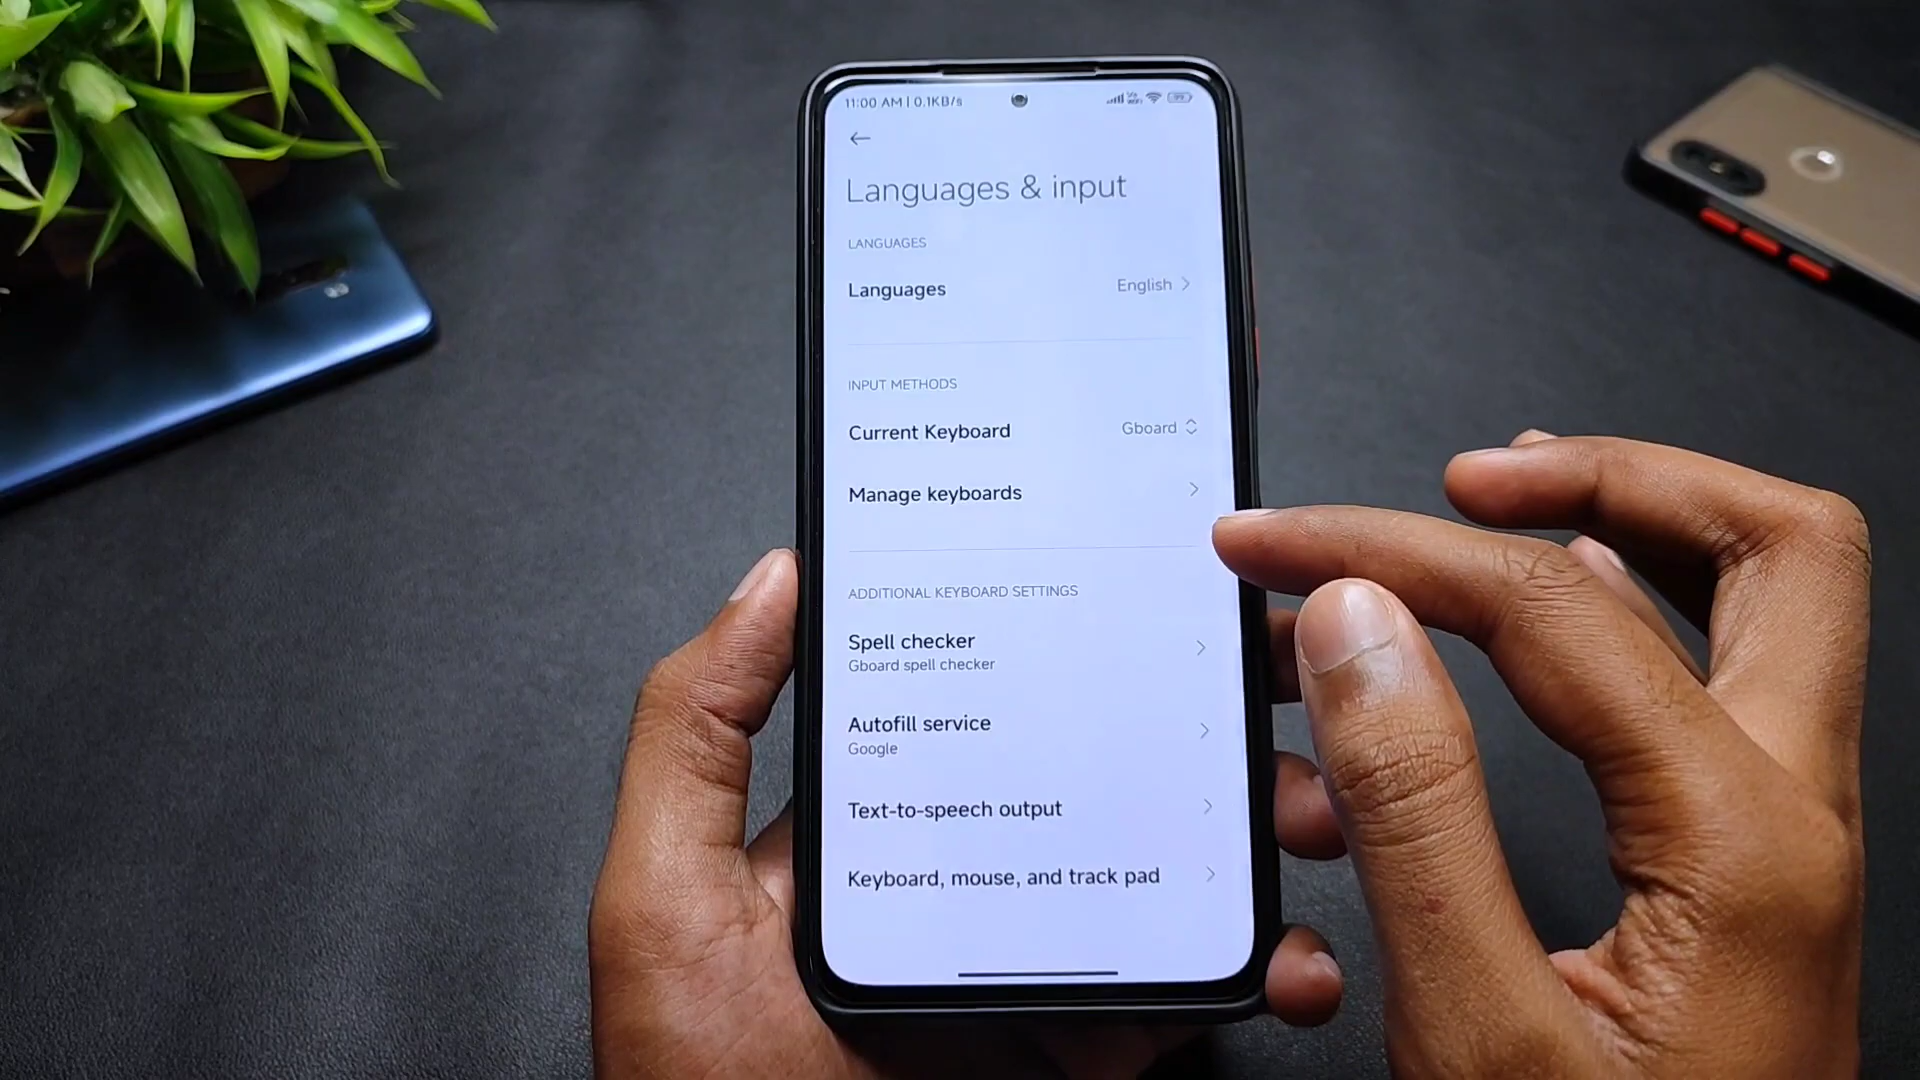 11:00 AM | 0.1KB/s
Languages & input
LANGUAGES
Languages
English
INPUT METHODS
Current Keyboard
Gboard
Manage keyboards
ADDITIONAL KEYBOARD SETTINGS
Spell checker
Gboard spell checker
Autofill service
Google
Text-to-speech output
Keyboard, mouse, and track pad